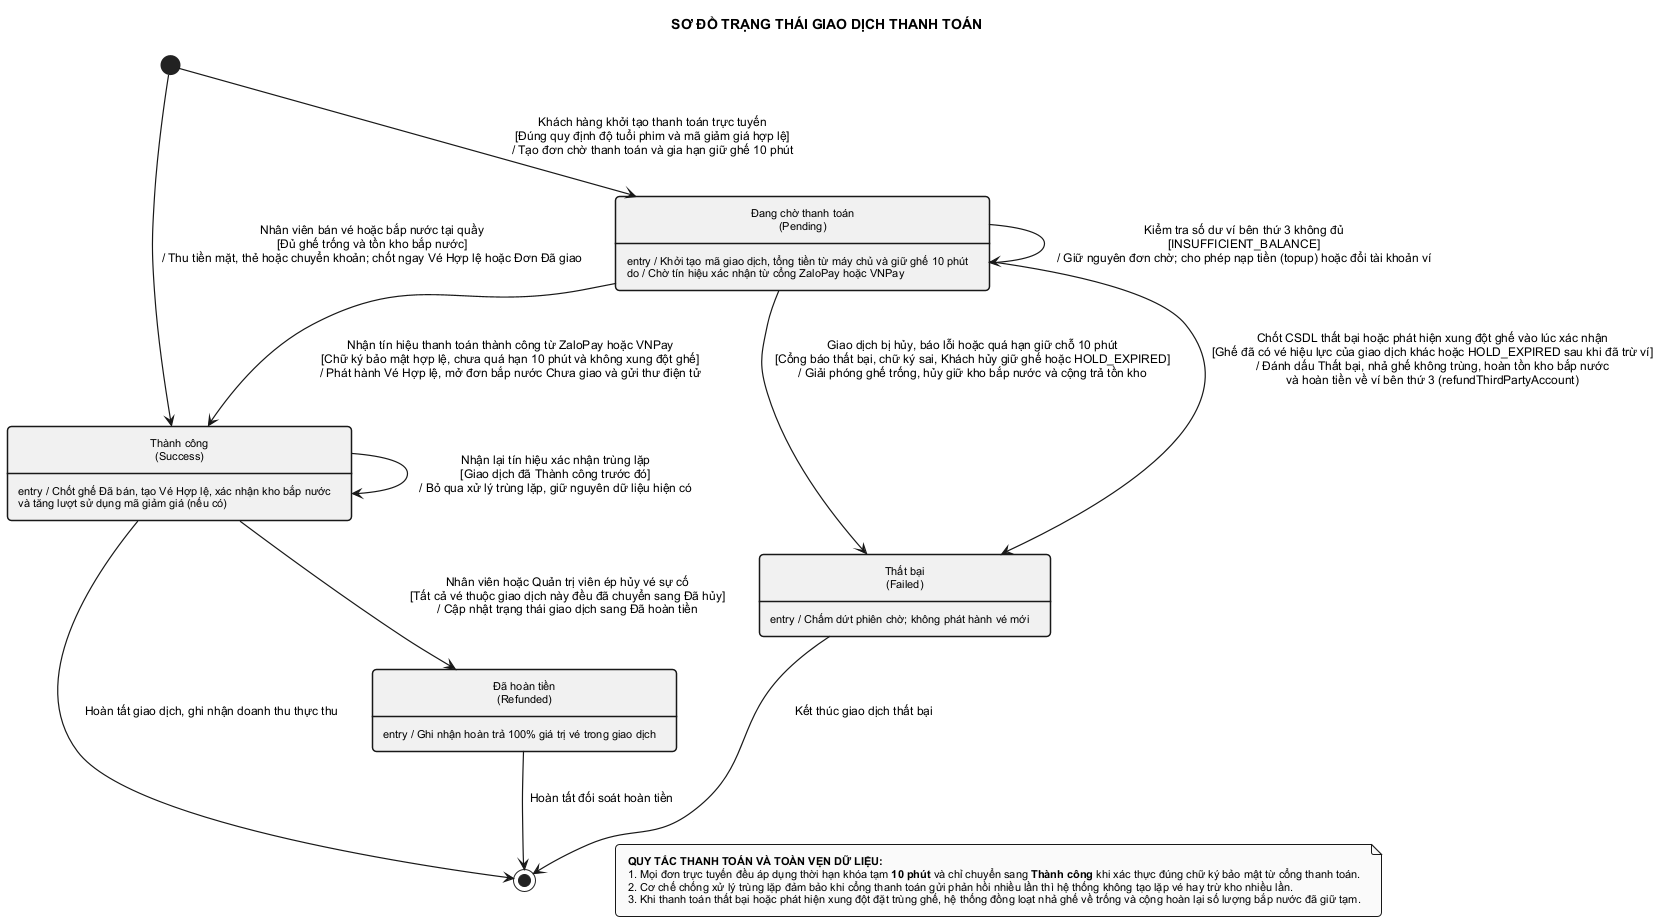 SƠ ĐỒ TRẠNG THÁI GIAO DỊCH THANH TOÁN
Khách hàng khởi tạo thanh toán trực tuyến
[Đúng quy định độ tuổi phim và mã giảm giá hợp lệ]
/ Tạo đơn chờ thanh toán và gia hạn giữ ghế 10 phút
Nhân viên bán vé hoặc bắp nước tại quầy
[Đủ ghế trống và tồn kho bắp nước]
/ Thu tiền mặt, thẻ hoặc chuyển khoản; chốt ngay Vé Hợp lệ hoặc Đơn Đã giao
Đang chờ thanh toán
(Pending)
entry / Khởi tạo mã giao dịch, tổng tiền từ máy chủ và giữ ghế 10 phút
do / Chờ tín hiệu xác nhận từ cổng ZaloPay hoặc VNPay
Kiểm tra số dư ví bên thứ 3 không đủ
[INSUFFICIENT_BALANCE]
/ Giữ nguyên đơn chờ; cho phép nạp tiền (topup) hoặc đổi tài khoản ví
Nhận tín hiệu thanh toán thành công từ ZaloPay hoặc VNPay
[Chữ ký bảo mật hợp lệ, chưa quá hạn 10 phút và không xung đột ghế]
/ Phát hành Vé Hợp lệ, mở đơn bắp nước Chưa giao và gửi thư điện tử
Giao dịch bị hủy, báo lỗi hoặc quá hạn giữ chỗ 10 phút
[Cổng báo thất bại, chữ ký sai, Khách hủy giữ ghế hoặc HOLD_EXPIRED]
/ Giải phóng ghế trống, hủy giữ kho bắp nước và cộng trả tồn kho
Chốt CSDL thất bại hoặc phát hiện xung đột ghế vào lúc xác nhận
[Ghế đã có vé hiệu lực của giao dịch khác hoặc HOLD_EXPIRED sau khi đã trừ ví]
/ Đánh dấu Thất bại, nhả ghế không trùng, hoàn tồn kho bắp nước
và hoàn tiền về ví bên thứ 3 (refundThirdPartyAccount)
Thành công
(Success)
entry / Chốt ghế Đã bán, tạo Vé Hợp lệ, xác nhận kho bắp nước
và tăng lượt sử dụng mã giảm giá (nếu có)
Nhận lại tín hiệu xác nhận trùng lặp
[Giao dịch đã Thành công trước đó]
/ Bỏ qua xử lý trùng lặp, giữ nguyên dữ liệu hiện có
Nhân viên hoặc Quản trị viên ép hủy vé sự cố
[Tất cả vé thuộc giao dịch này đều đã chuyển sang Đã hủy]
/ Cập nhật trạng thái giao dịch sang Đã hoàn tiền
Thất bại
(Failed)
entry / Chấm dứt phiên chờ; không phát hành vé mới
Hoàn tất giao dịch, ghi nhận doanh thu thực thu
Đã hoàn tiền
(Refunded)
entry / Ghi nhận hoàn trả 100% giá trị vé trong giao dịch
Kết thúc giao dịch thất bại
Hoàn tất đối soát hoàn tiền
QUY TẮC THANH TOÁN VÀ TOÀN VẸN DỮ LIỆU:
1. Mọi đơn trực tuyến đều áp dụng thời hạn khóa tạm 10 phút và chỉ chuyển sang Thành công khi xác thực đúng chữ ký bảo mật từ cổng thanh toán.
2. Cơ chế chống xử lý trùng lặp đảm bảo khi cổng thanh toán gửi phản hồi nhiều lần thì hệ thống không tạo lặp vé hay trừ kho nhiều lần.
3. Khi thanh toán thất bại hoặc phát hiện xung đột đặt trùng ghế, hệ thống đồng loạt nhả ghế về trống và cộng hoàn lại số lượng bắp nước đã giữ tạm.